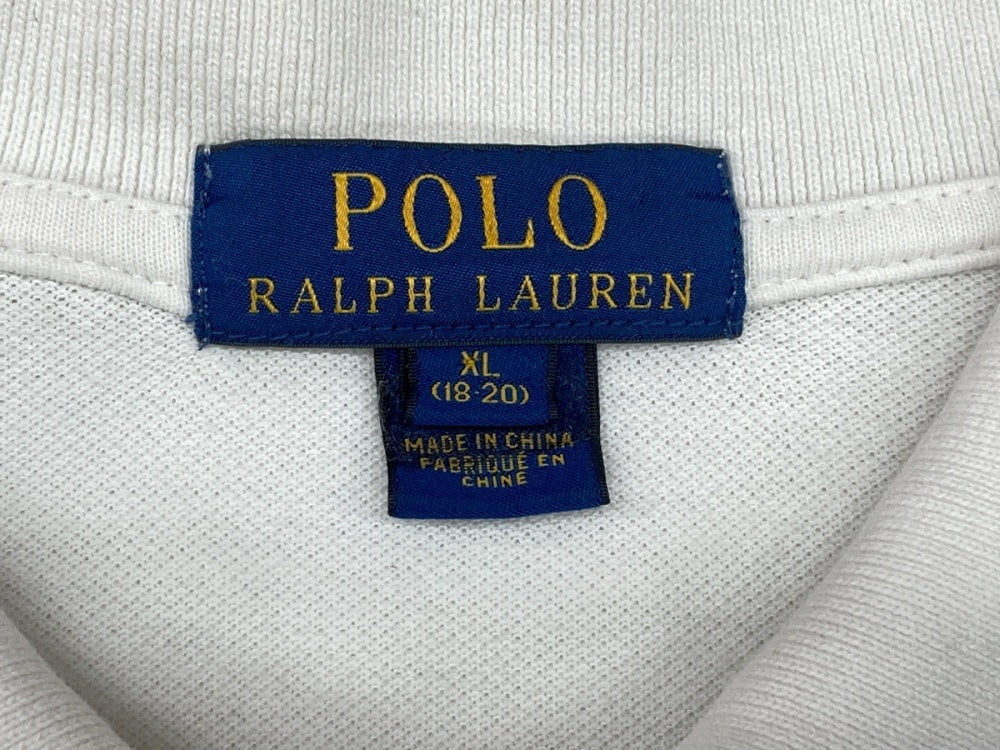 POLO
RALPH LAUREN
XL
(18-20)
MADE IN CHINA
FABRIQUÉ EN
CHINE